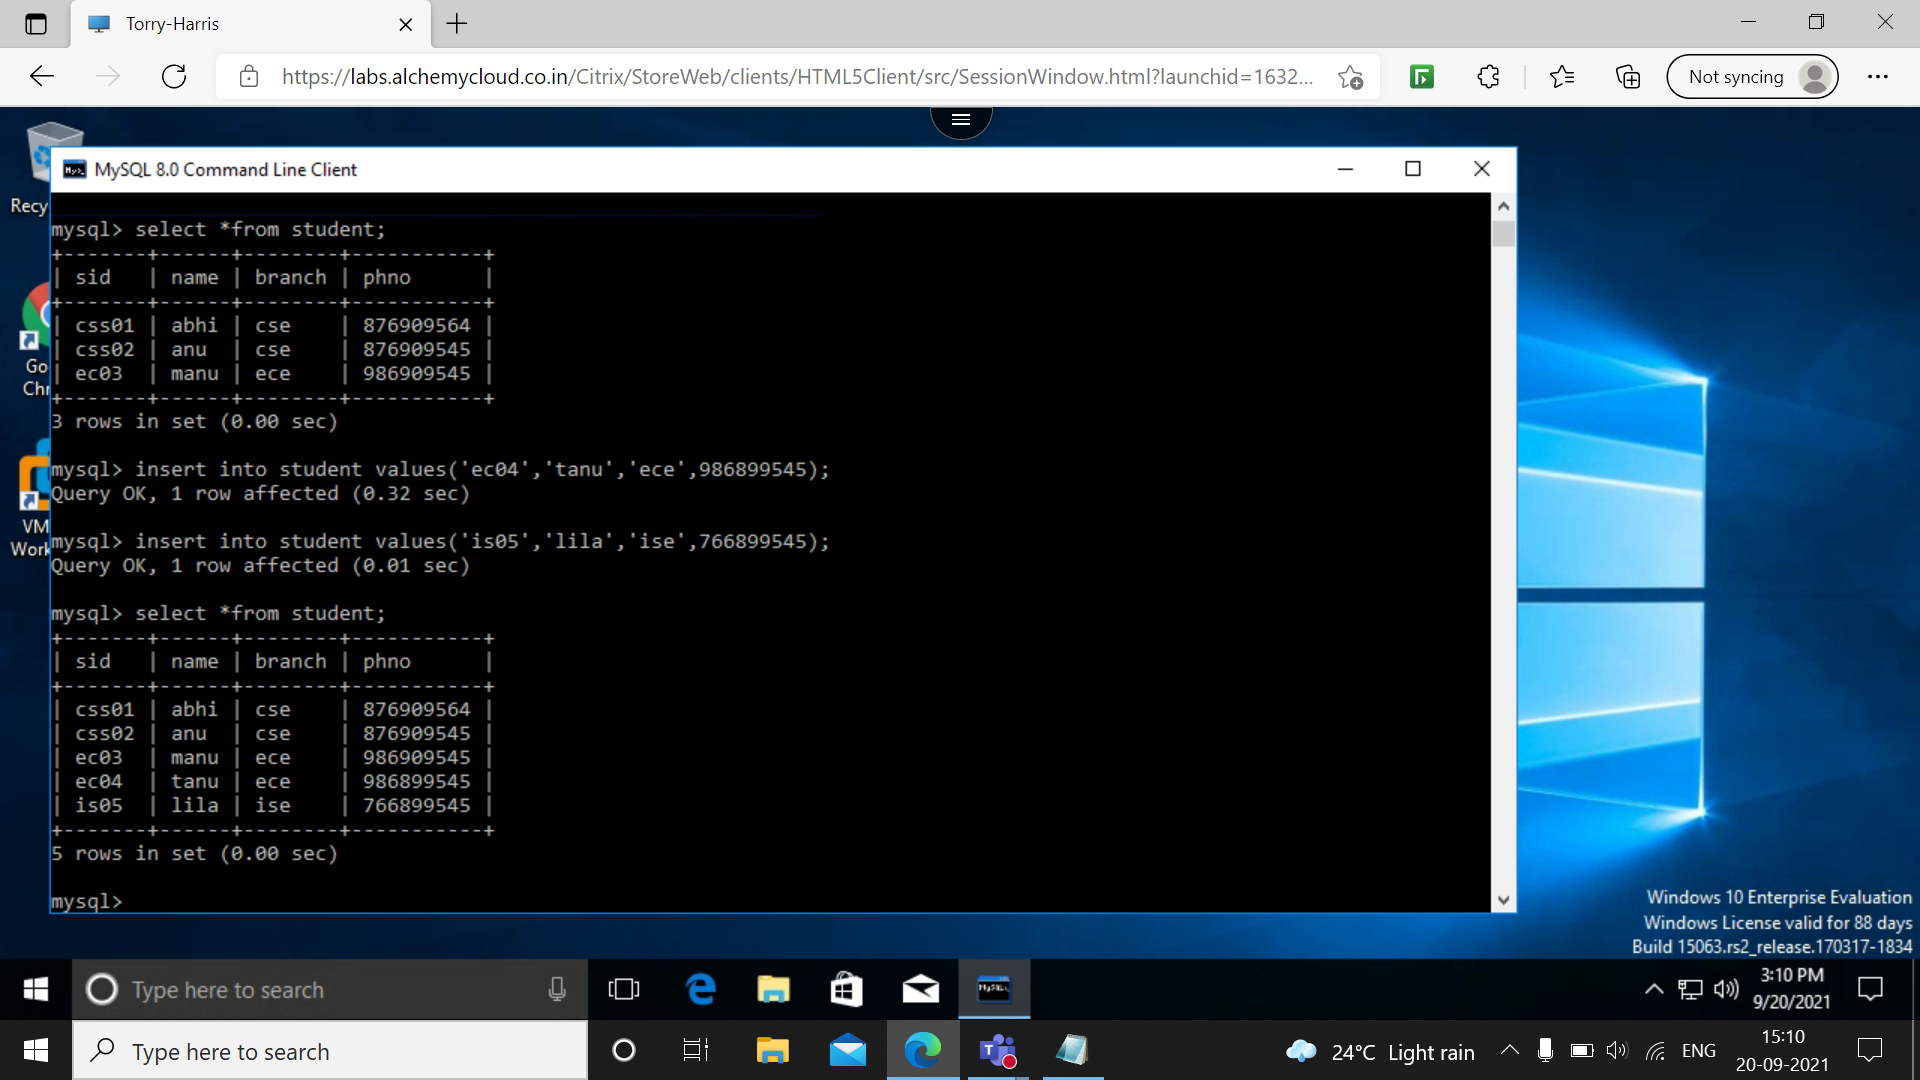 Torry-Harris
https://labs.alchemycloud.co.in/Citrix/StoreWeb/clients/HTML5Client/src/SessionWindow.html?launchid=1632...
Not syncing
Recy
Go
Chr
VM
Work
MySQL 8.0 Command Line Client
mysql> select *from student;
+-------+------+--------+-----------+
| sid   | name | branch | phno      |
+-------+------+--------+-----------+
| css01 | abhi | cse    | 876909564 |
| css02 | anu  | cse    | 876909545 |
| ec03  | manu | ece    | 986909545 |
+-------+------+--------+-----------+
3 rows in set (0.00 sec)
mysql> insert into student values('ec04','tanu','ece',986899545);
Query OK, 1 row affected (0.32 sec)
mysql> insert into student values('is05','lila','ise',766899545);
Query OK, 1 row affected (0.01 sec)
mysql> select *from student;
+-------+------+--------+-----------+
| sid   | name | branch | phno      |
+-------+------+--------+-----------+
| css01 | abhi | cse    | 876909564 |
| css02 | anu  | cse    | 876909545 |
| ec03  | manu | ece    | 986909545 |
| ec04  | tanu | ece    | 986899545 |
| is05  | lila | ise    | 766899545 |
+-------+------+--------+-----------+
5 rows in set (0.00 sec)
mysql>
Windows 10 Enterprise Evaluation
Windows License valid for 88 days
Build 15063.rs2_release.170317-1834
Type here to search
3:10 PM
9/20/2021
Type here to search
24°C Light rain
ENG
15:10
20-09-2021